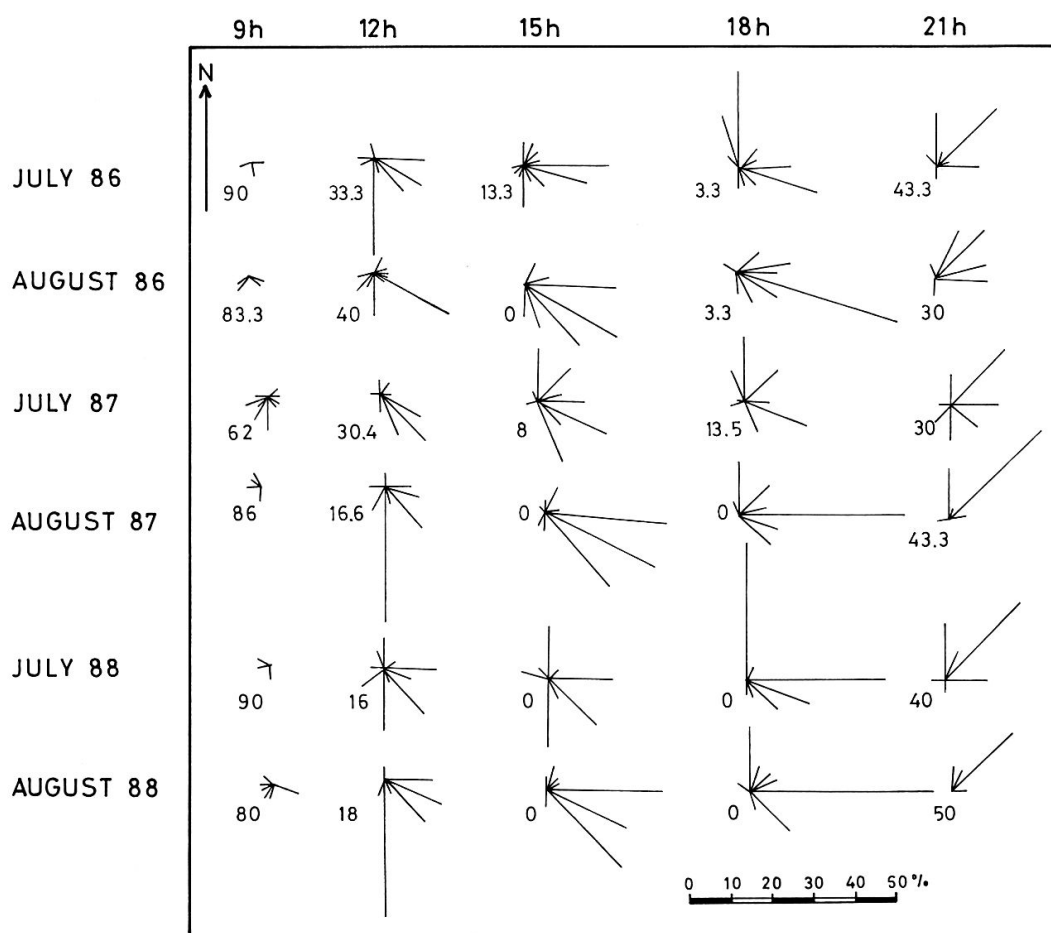 9h 12h 15h 18h 21h
N
JULY 86 90 33.3 13.3 3.3 43.3
AUGUST 86 83.3 40 0 3.3 30
JULY 87 62 30.4 8 13.5 30
AUGUST 87 86 16.6 0 0 43.3
JULY 88 90 16 0 0 40
AUGUST 88 80 18 0 0 50
0 10 20 30 40 50 %